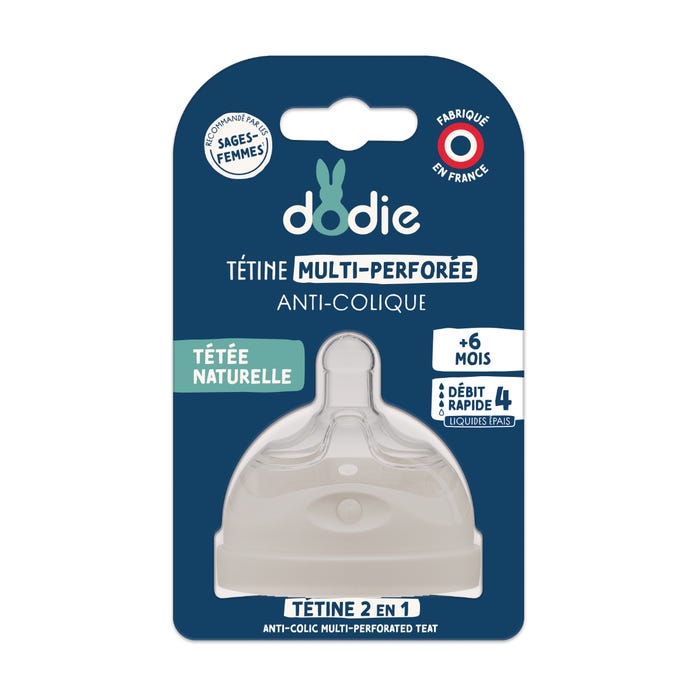 RECOMMANDÉ PAR LES
SAGES-
FEMMES
FABRIQUÉ
EN FRANCE
dodie
TÉTINE MULTI-PERFORÉE
ANTI-COLIQUE
TÉTÉE
NATURELLE
+6
MOIS
DÉBIT
RAPIDE 4
LIQUIDES ÉPAIS
TÉTINE 2 EN 1
ANTI-COLIC MULTI-PERFORATED TEAT